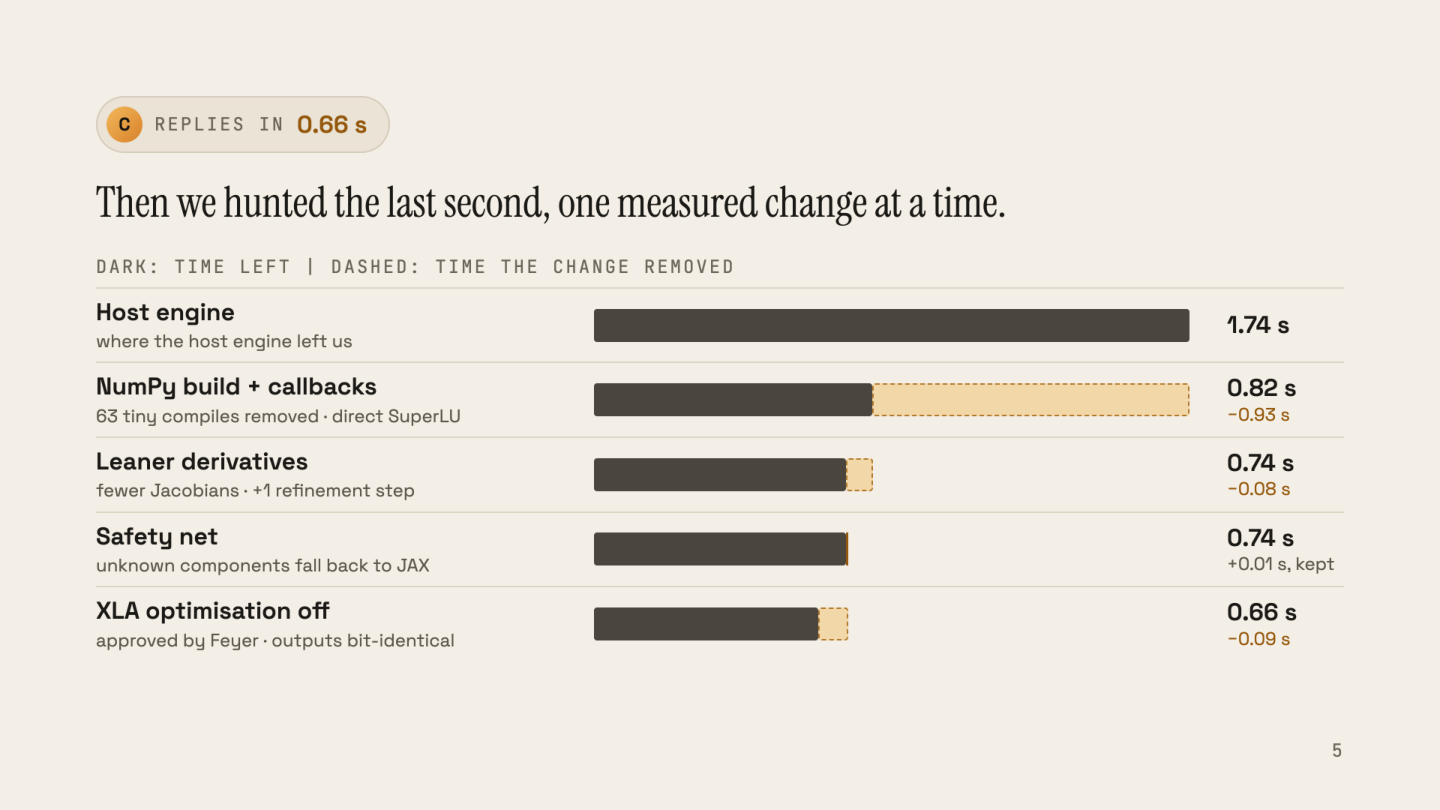 C REPLIES IN 0.66 s
Then we hunted the last second, one measured change at a time.
DARK: TIME LEFT | DASHED: TIME THE CHANGE REMOVED
Host engine
where the host engine left us
1.74 s
NumPy build + callbacks
63 tiny compiles removed · direct SuperLU
0.82 s
−0.93 s
Leaner derivatives
fewer Jacobians · +1 refinement step
0.74 s
−0.08 s
Safety net
unknown components fall back to JAX
0.74 s
+0.01 s, kept
XLA optimisation off
approved by Feyer · outputs bit-identical
0.66 s
−0.09 s
5